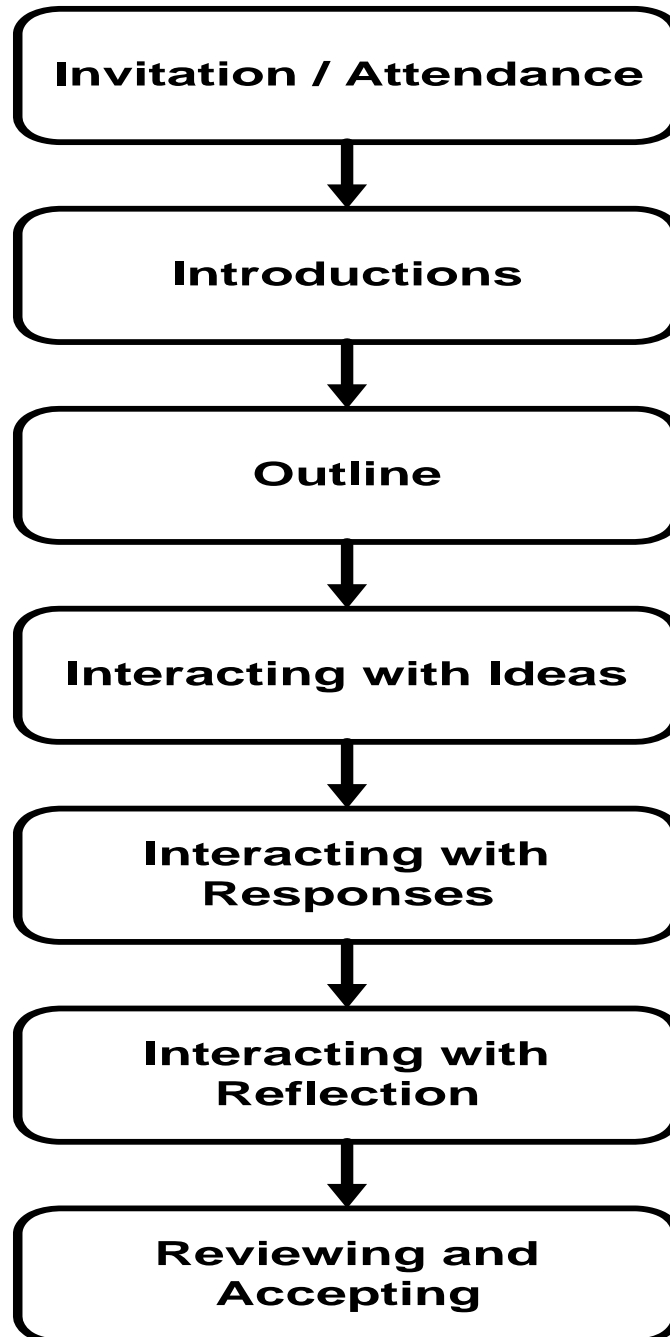 Invitation / Attendance
Introductions
Outline
Interacting with Ideas
Interacting with
Responses
Interacting with
Reflection
Reviewing and
Accepting